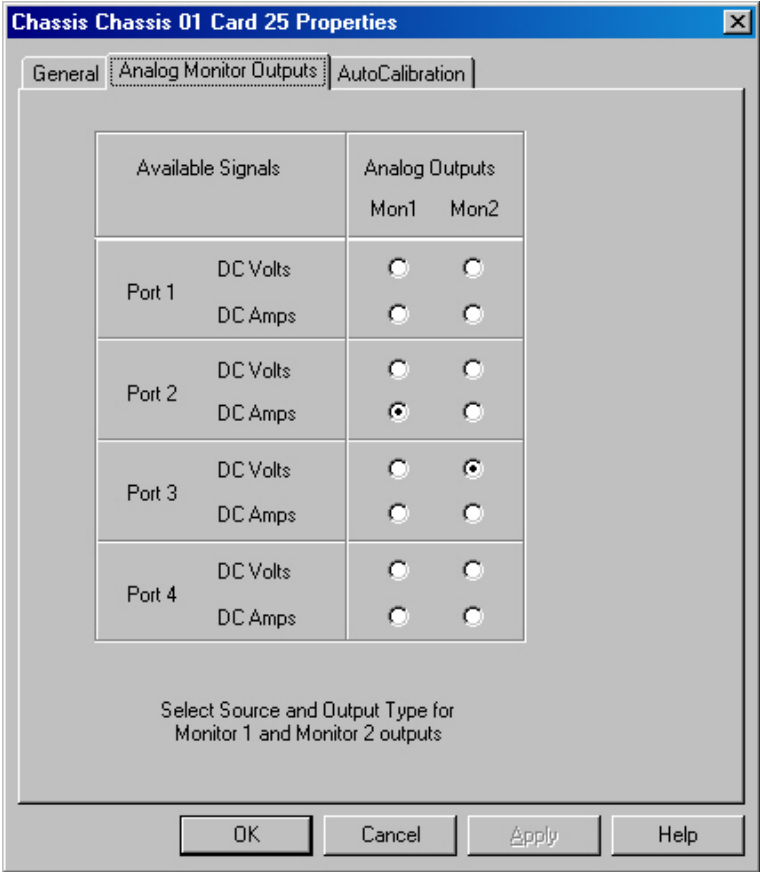 Chassis Chassis 01 Card 25 Properties
General Analog Monitor Outputs AutoCalibration
Available Signals Analog Outputs
Mon1 Mon2
Port 1
DC Volts
DC Amps
Port 2
DC Volts
DC Amps
Port 3
DC Volts
DC Amps
Port 4
DC Volts
DC Amps
Select Source and Output Type for
Monitor 1 and Monitor 2 outputs
OK Cancel Apply Help